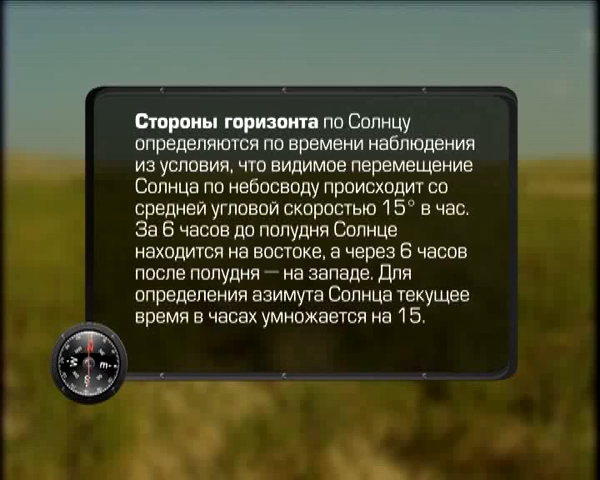 Стороны горизонта по Солнцу
определяются по времени наблюдения
из условия, что видимое перемещение
Солнца по небосводу происходит со
средней угловой скоростью 15° в час.
За 6 часов до полудня Солнце
находится на востоке, а через 6 часов
после полудня — на западе. Для
определения азимута Солнца текущее
время в часах умножается на 15.
N
W E
S